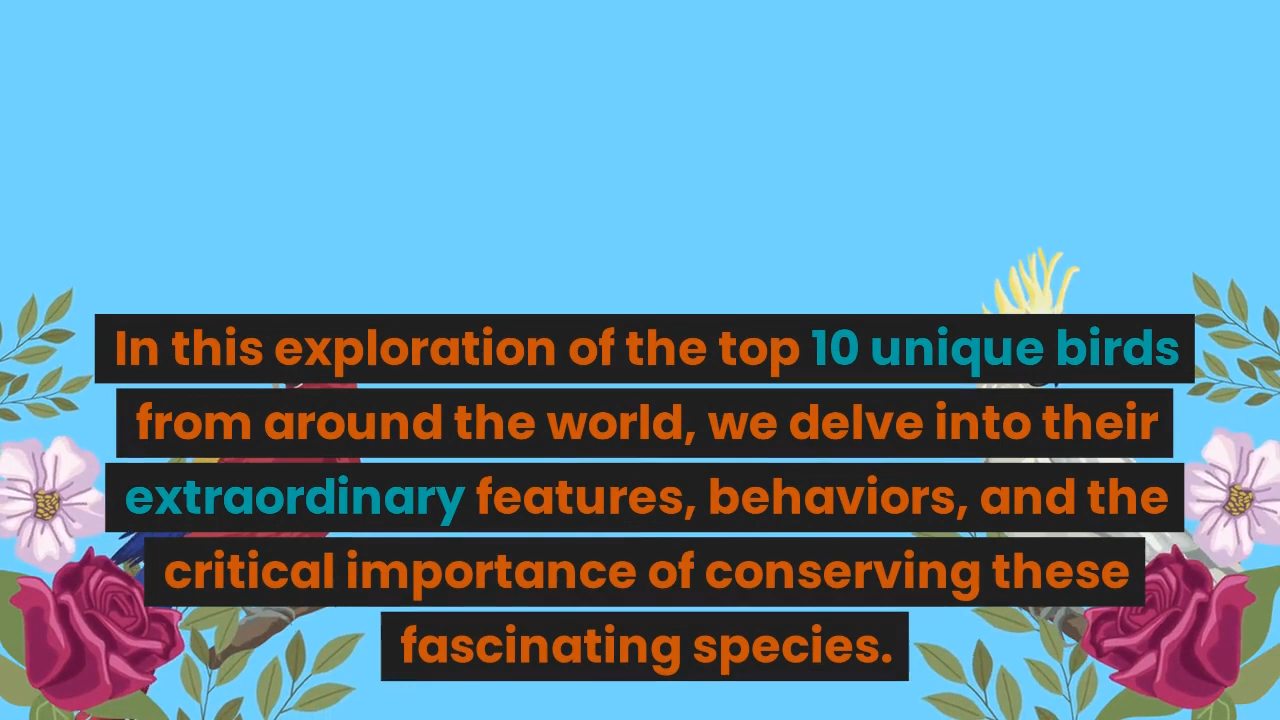 In this exploration of the top 10 unique birds
from around the world, we delve into their
extraordinary features, behaviors, and the
critical importance of conserving these
fascinating species.